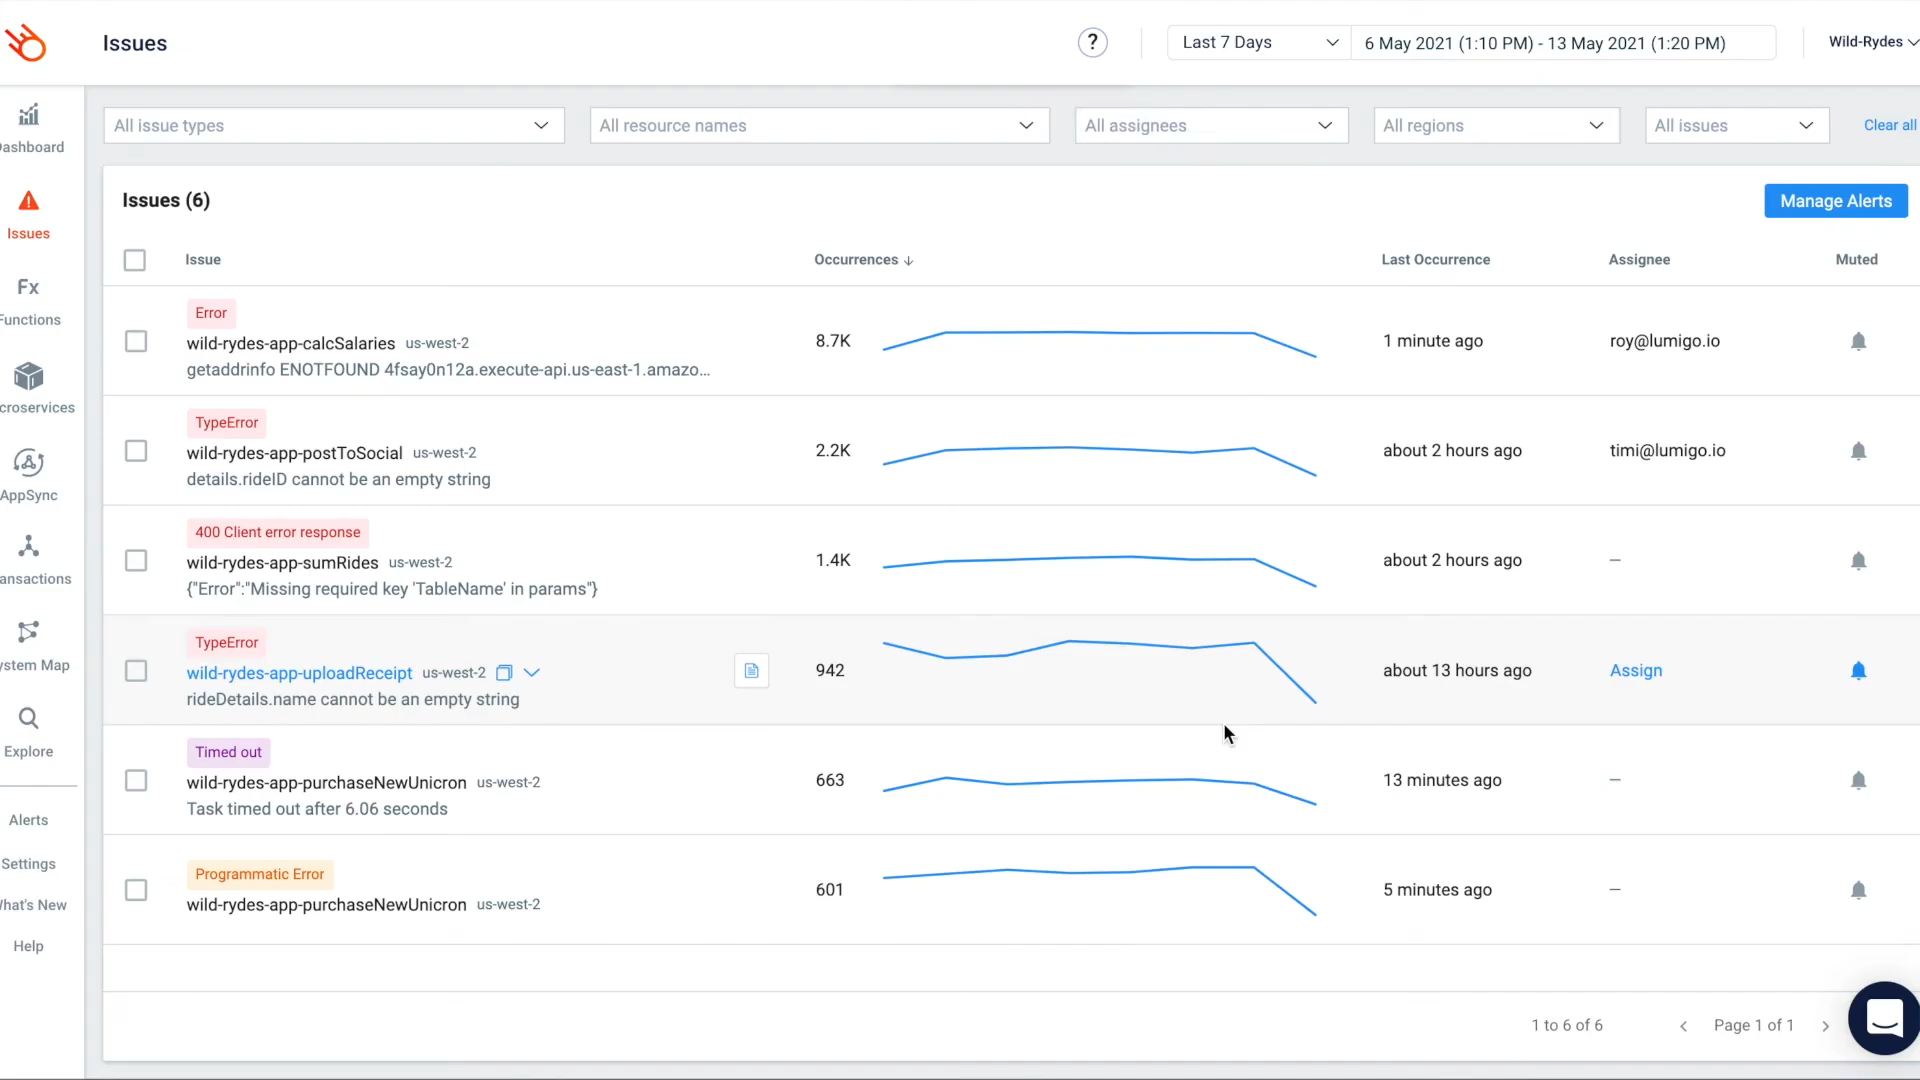 Issues
?
Last 7 Days
6 May 2021 (1:10 PM) - 13 May 2021 (1:20 PM)
Wild-Rydes
All issue types
All resource names
All assignees
All regions
All issues
Clear all
ashboard
Issues
Fx
Functions
croservices
AppSync
ansactions
ystem Map
Explore
Alerts
Settings
hat's New
Help
Issues (6)
Manage Alerts
Issue
Occurrences
Last Occurrence
Assignee
Muted
Error
wild-rydes-app-calcSalaries us-west-2
getaddrinfo ENOTFOUND 4fsay0n12a.execute-api.us-east-1.amazo...
8.7K
1 minute ago
roy@lumigo.io
TypeError
wild-rydes-app-postToSocial us-west-2
details.rideID cannot be an empty string
2.2K
about 2 hours ago
timi@lumigo.io
400 Client error response
wild-rydes-app-sumRides us-west-2
{"Error":"Missing required key 'TableName' in params"}
1.4K
about 2 hours ago
–
TypeError
wild-rydes-app-uploadReceipt us-west-2
rideDetails.name cannot be an empty string
942
about 13 hours ago
Assign
Timed out
wild-rydes-app-purchaseNewUnicron us-west-2
Task timed out after 6.06 seconds
663
13 minutes ago
–
Programmatic Error
wild-rydes-app-purchaseNewUnicron us-west-2
601
5 minutes ago
–
1 to 6 of 6
Page 1 of 1